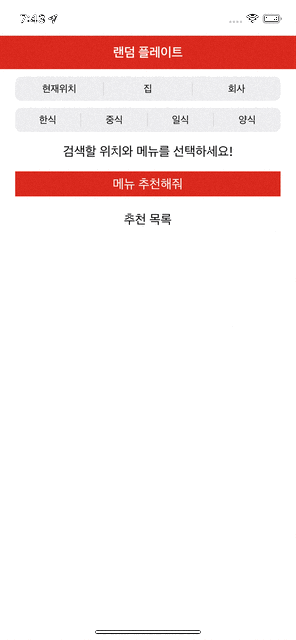 7:43
랜덤 플레이트
현재위치 집 회사
한식 중식 일식 양식
검색할 위치와 메뉴를 선택하세요!
메뉴 추천해줘
추천 목록